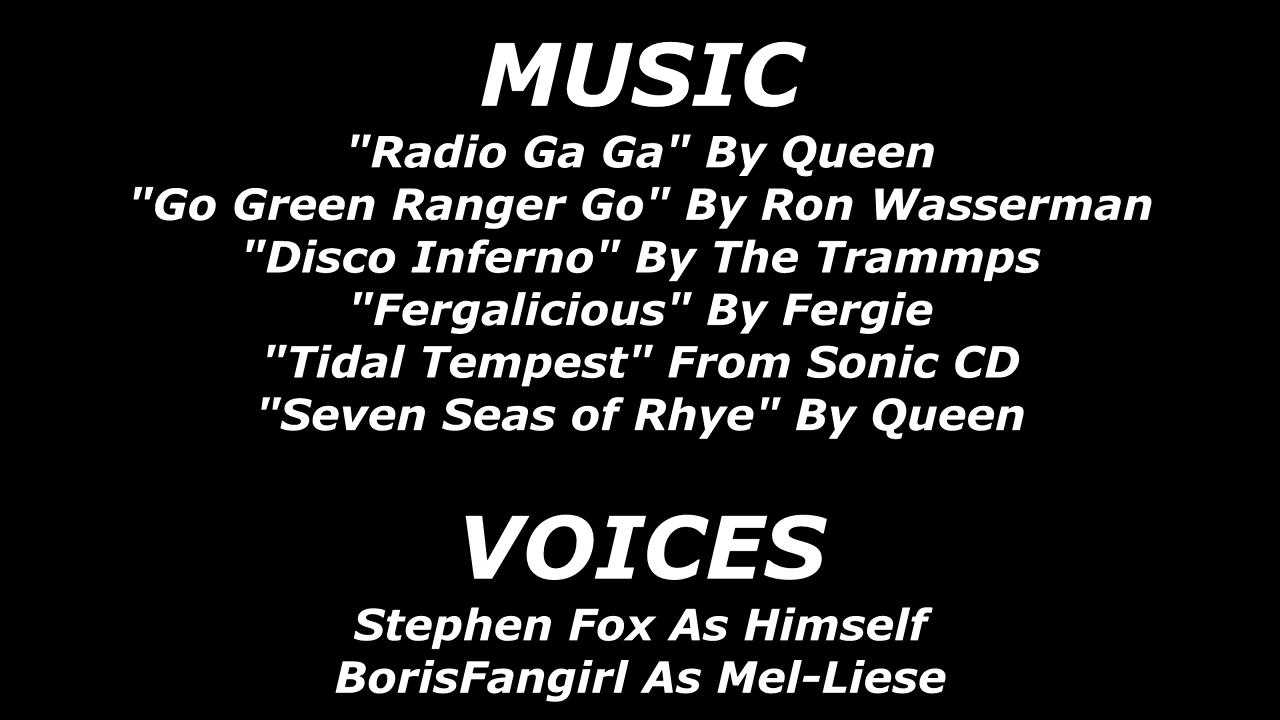 MUSIC
"Radio Ga Ga" By Queen
"Go Green Ranger Go" By Ron Wasserman
"Disco Inferno" By The Trammps
"Fergalicious" By Fergie
"Tidal Tempest" From Sonic CD
"Seven Seas of Rhye" By Queen
VOICES
Stephen Fox As Himself
BorisFangirl As Mel-Liese